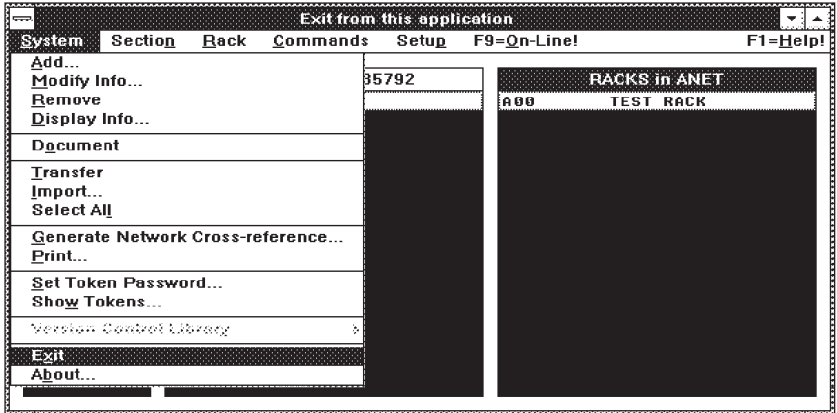 Exit from this application
System Section Rack Commands Setup F9=On-Line! F1=Help!
Add...
Modify Info...
Remove
Display Info...
Document
Transfer
Import...
Select All
Generate Network Cross-reference...
Print...
Set Token Password...
Show Tokens...
Version Control Library
Exit
About...
35792
RACKS in ANET
A00 TEST RACK